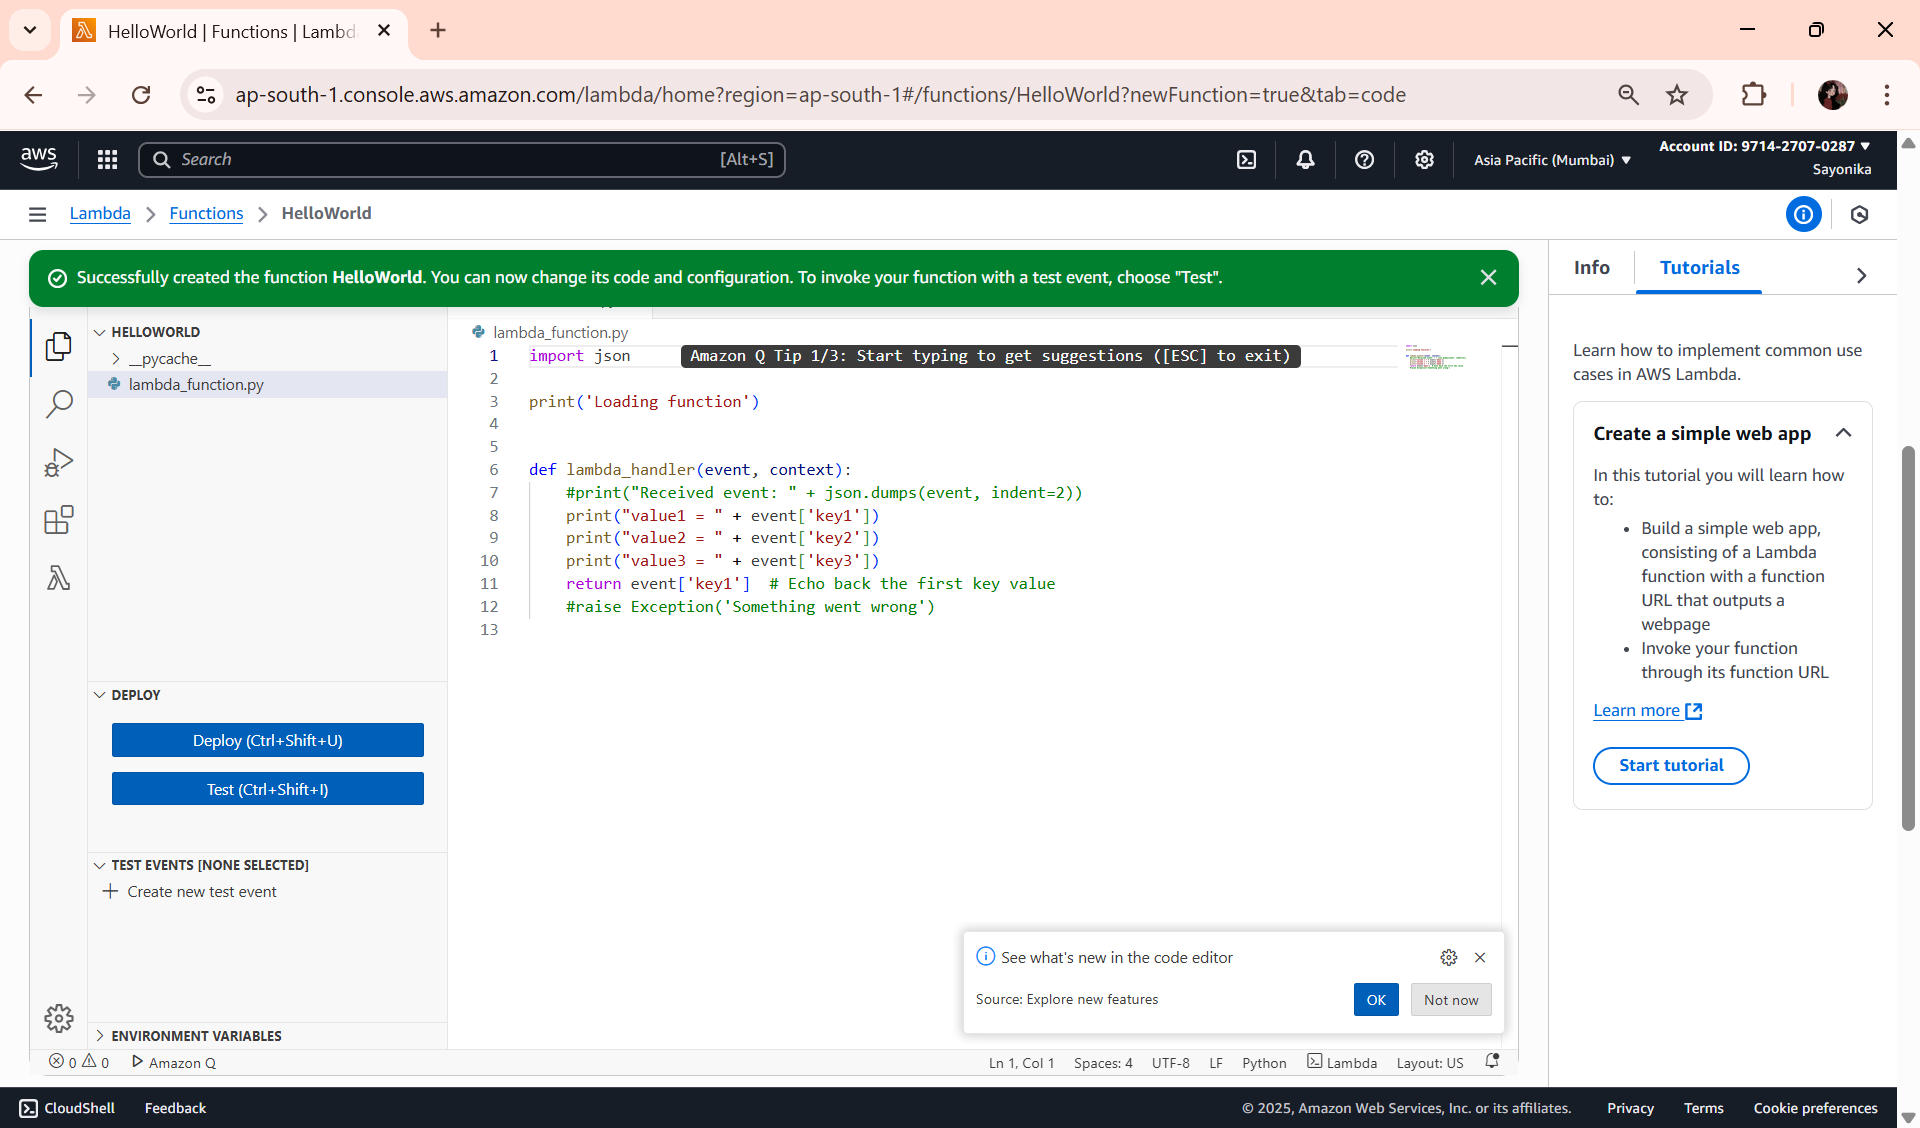 HelloWorld | Functions | Lambd
ap-south-1.console.aws.amazon.com/lambda/home?region=ap-south-1#/functions/HelloWorld?newFunction=true&tab=code
aws
Search
[Alt+S]
Asia Pacific (Mumbai) ▼
Account ID: 9714-2707-0287 ▼
Sayonika
Lambda > Functions > HelloWorld
Successfully created the function HelloWorld. You can now change its code and configuration. To invoke your function with a test event, choose "Test".
HELLOWORLD
__pycache__
lambda_function.py
DEPLOY
Deploy (Ctrl+Shift+U)
Test (Ctrl+Shift+I)
TEST EVENTS [NONE SELECTED]
Create new test event
ENVIRONMENT VARIABLES
lambda_function.py
1 import json
Amazon Q Tip 1/3: Start typing to get suggestions ([ESC] to exit)
2
3 print('Loading function')
4
5
6 def lambda_handler(event, context):
7 #print("Received event: " + json.dumps(event, indent=2))
8 print("value1 = " + event['key1'])
9 print("value2 = " + event['key2'])
10 print("value3 = " + event['key3'])
11 return event['key1']  # Echo back the first key value
12 #raise Exception('Something went wrong')
13
See what's new in the code editor
Source: Explore new features
OK
Not now
0 0 Amazon Q
Ln 1, Col 1 Spaces: 4 UTF-8 LF Python Lambda Layout: US
Info
Tutorials
Learn how to implement common use
cases in AWS Lambda.
Create a simple web app
In this tutorial you will learn how
to:
• Build a simple web app,
consisting of a Lambda
function with a function
URL that outputs a
webpage
• Invoke your function
through its function URL
Learn more
Start tutorial
CloudShell Feedback
© 2025, Amazon Web Services, Inc. or its affiliates. Privacy Terms Cookie preferences